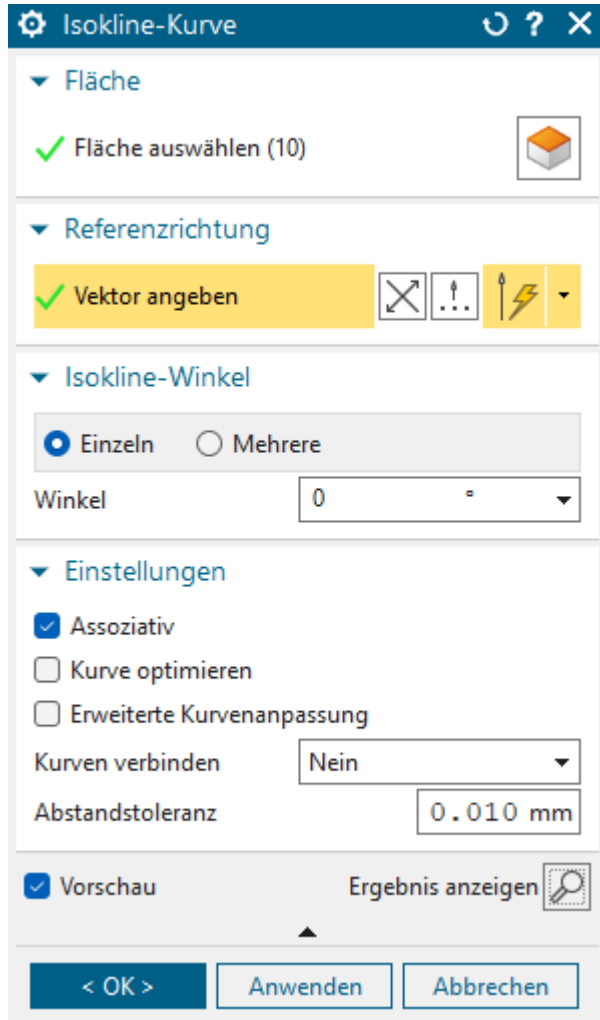 Isokline-Kurve ?
Fläche
Fläche auswählen (10)
Referenzrichtung
Vektor angeben
Isokline-Winkel
Einzeln Mehrere
Winkel 0 °
Einstellungen
Assoziativ
Kurve optimieren
Erweiterte Kurvenanpassung
Kurven verbinden Nein
Abstandstoleranz 0.010 mm
Vorschau Ergebnis anzeigen
< OK > Anwenden Abbrechen